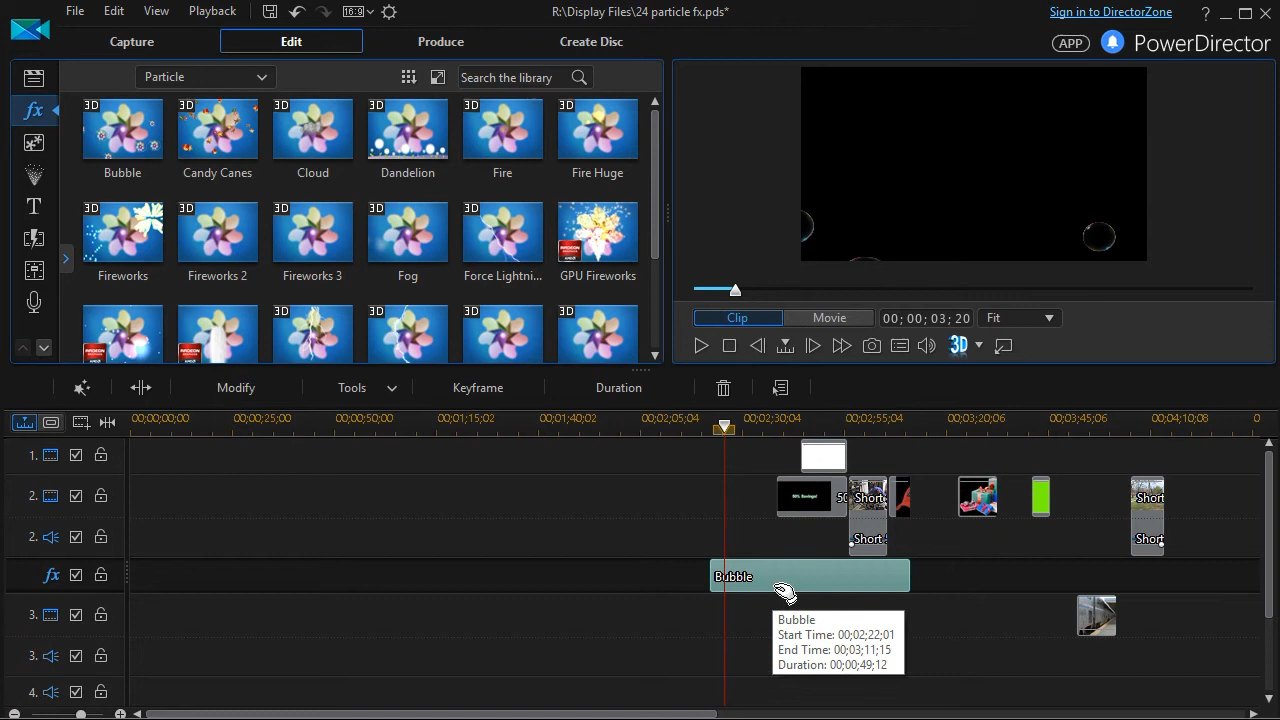 File Edit View Playback 16:9 R:\Display Files\24 particle fx.pds* Sign in to DirectorZone ?
Capture Edit Produce Create Disc APP PowerDirector
Particle Search the library
fx
3D 3D 3D 3D 3D 3D
Bubble Candy Canes Cloud Dandelion Fire Fire Huge
3D 3D 3D 3D 3D
T
Fireworks Fireworks 2 Fireworks 3 Fog Force Lightni... GPU Fireworks
3D 3D 3D 3D
Clip Movie 00; 00; 03; 20 Fit
3D
Modify Tools Keyframe Duration
00;00;00;00 00;00;25;00 00;00;50;00 00;01;15;02 00;01;40;02 00;02;05;04 00;02;30;04 00;02;55;04 00;03;20;06 00;03;45;06 00;04;10;08 0
1.
2. 50 Short Short
2. Short Short
fx Bubble
3.
Bubble
Start Time: 00;02;22;01
End Time: 00;03;11;15
Duration: 00;00;49;12
3.
4.